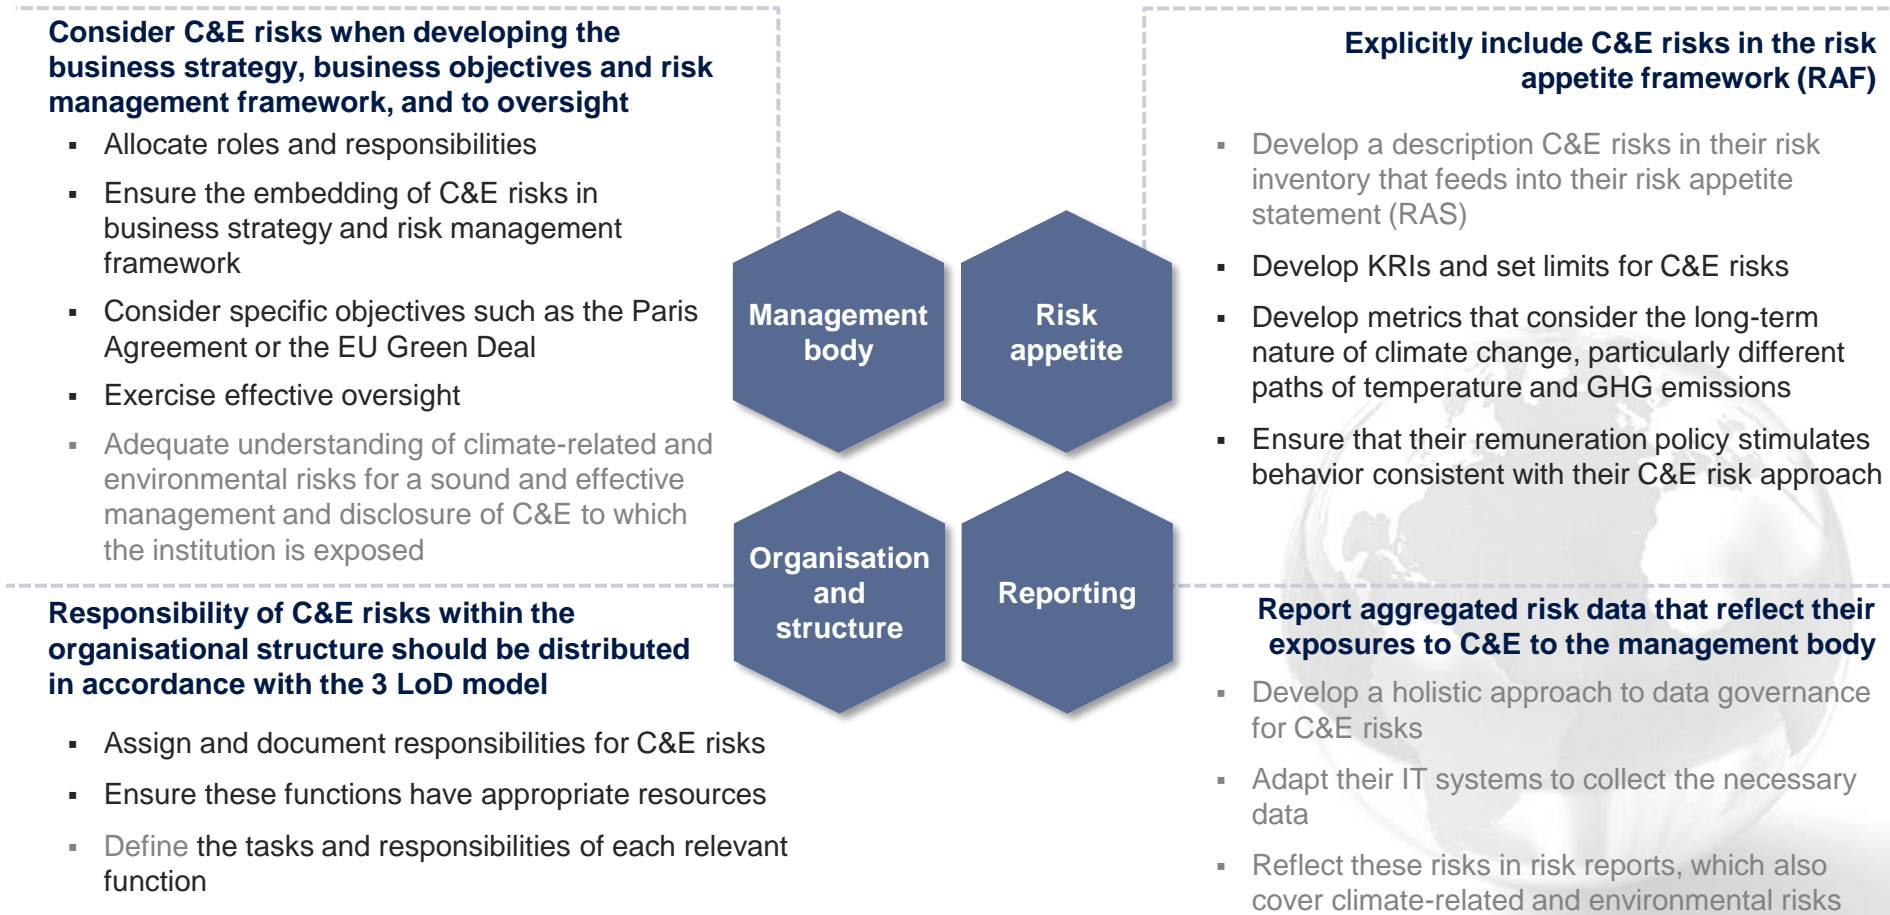 Consider C&E risks when developing the
business strategy, business objectives and risk
management framework, and to oversight
▪ Allocate roles and responsibilities
▪ Ensure the embedding of C&E risks in
business strategy and risk management
framework
▪ Consider specific objectives such as the Paris
Agreement or the EU Green Deal
▪ Exercise effective oversight
▪ Adequate understanding of climate-related and
environmental risks for a sound and effective
management and disclosure of C&E to which
the institution is exposed
Explicitly include C&E risks in the risk
appetite framework (RAF)
▪ Develop a description C&E risks in their risk
inventory that feeds into their risk appetite
statement (RAS)
▪ Develop KRIs and set limits for C&E risks
▪ Develop metrics that consider the long-term
nature of climate change, particularly different
paths of temperature and GHG emissions
▪ Ensure that their remuneration policy stimulates
behavior consistent with their C&E risk approach
Management
body
Risk
appetite
Organisation
and
structure
Reporting
Responsibility of C&E risks within the
organisational structure should be distributed
in accordance with the 3 LoD model
▪ Assign and document responsibilities for C&E risks
▪ Ensure these functions have appropriate resources
▪ Define the tasks and responsibilities of each relevant
function
Report aggregated risk data that reflect their
exposures to C&E to the management body
▪ Develop a holistic approach to data governance
for C&E risks
▪ Adapt their IT systems to collect the necessary
data
▪ Reflect these risks in risk reports, which also
cover climate-related and environmental risks